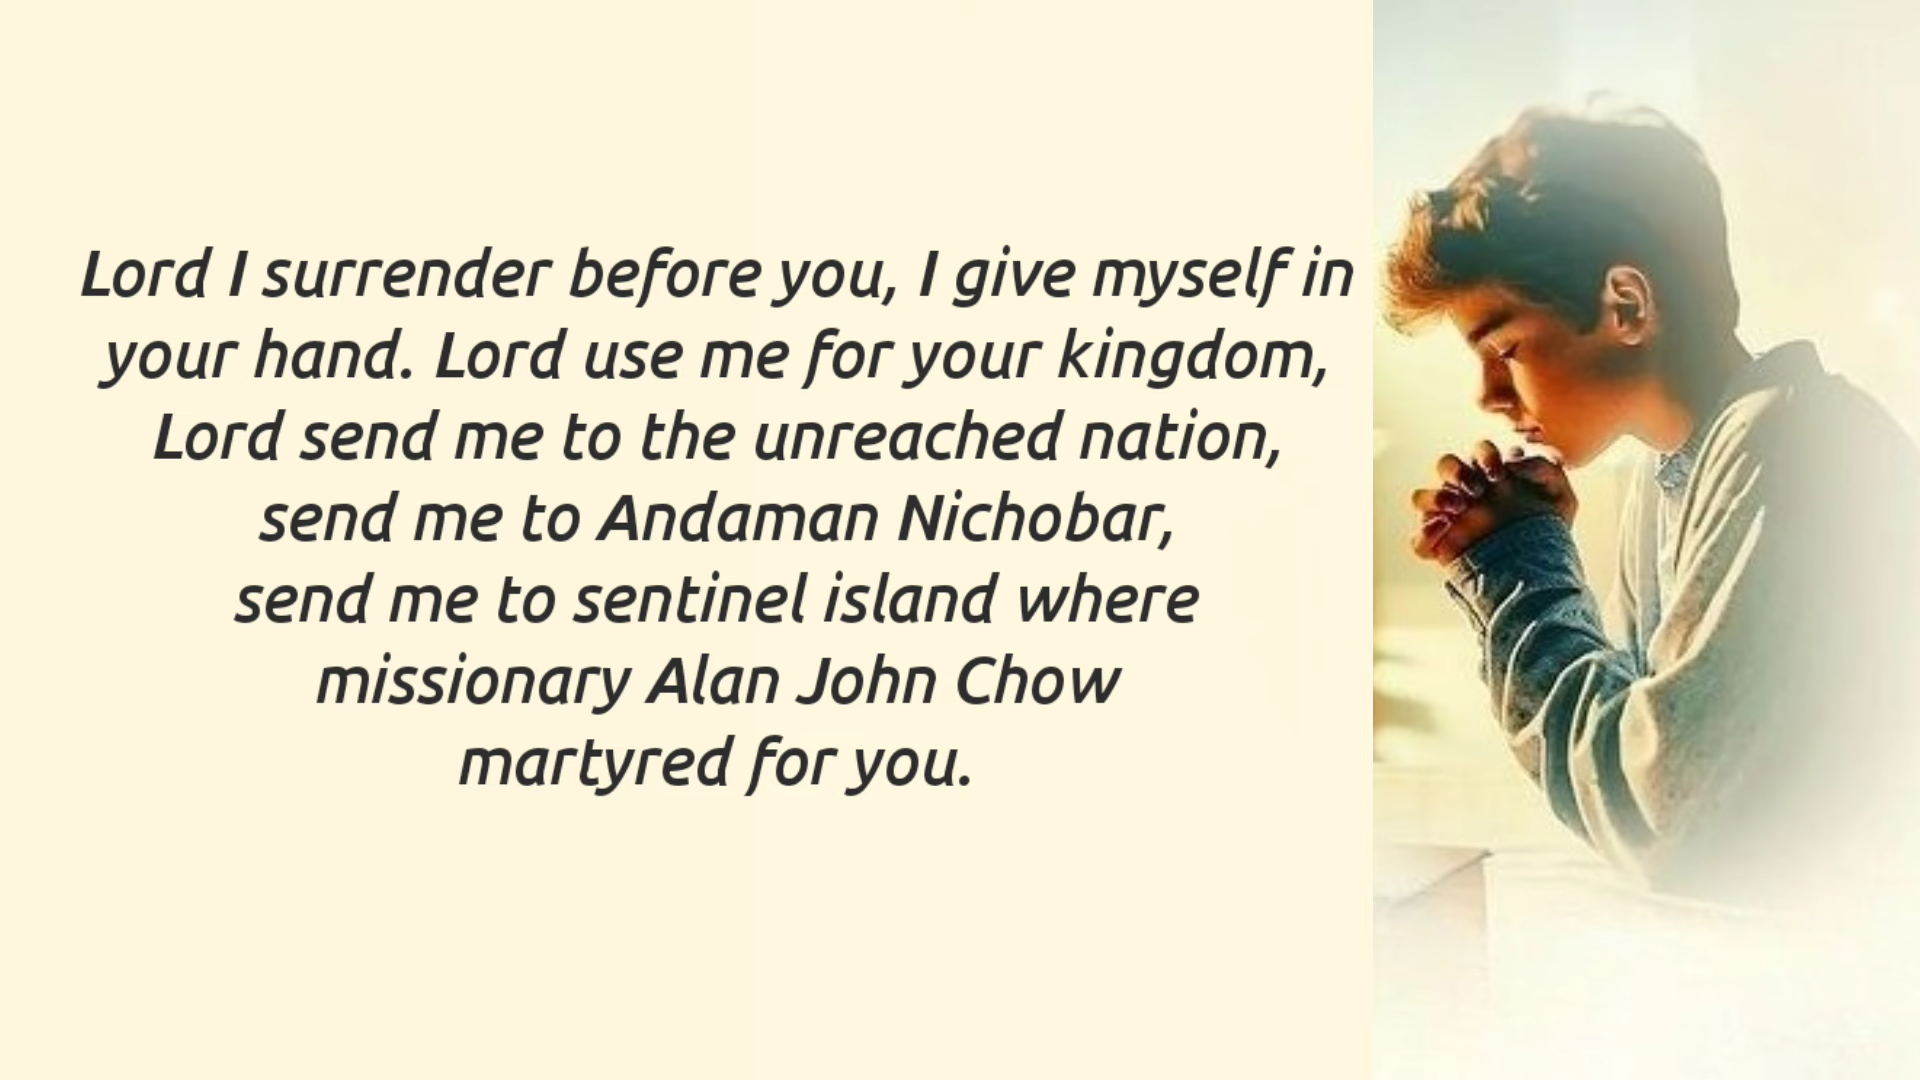 Lord I surrender before you, I give myself in
your hand. Lord use me for your kingdom,
Lord send me to the unreached nation,
send me to Andaman Nichobar,
send me to sentinel island where
missionary Alan John Chow
martyred for you.